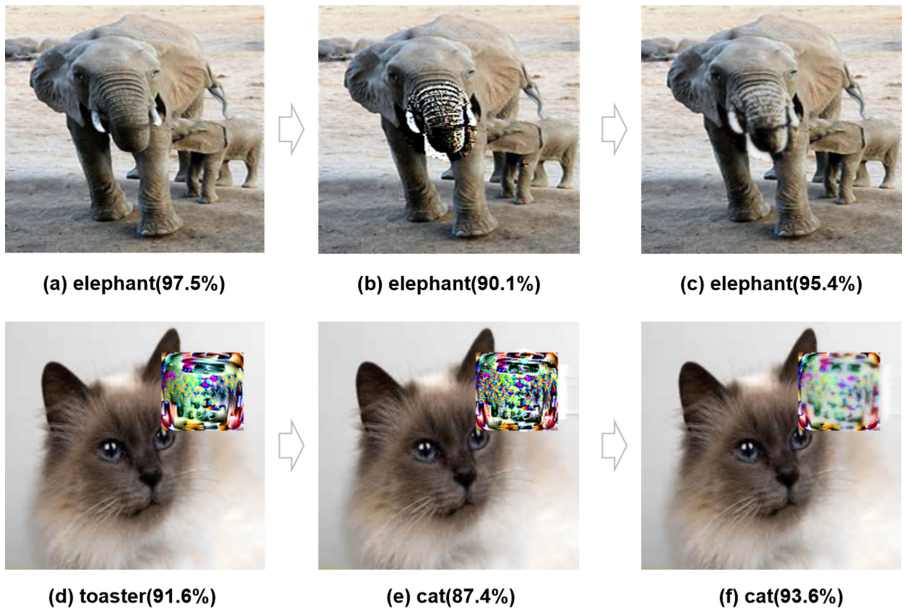 (a) elephant(97.5%)
(b) elephant(90.1%)
(c) elephant(95.4%)
(d) toaster(91.6%)
(e) cat(87.4%)
(f) cat(93.6%)